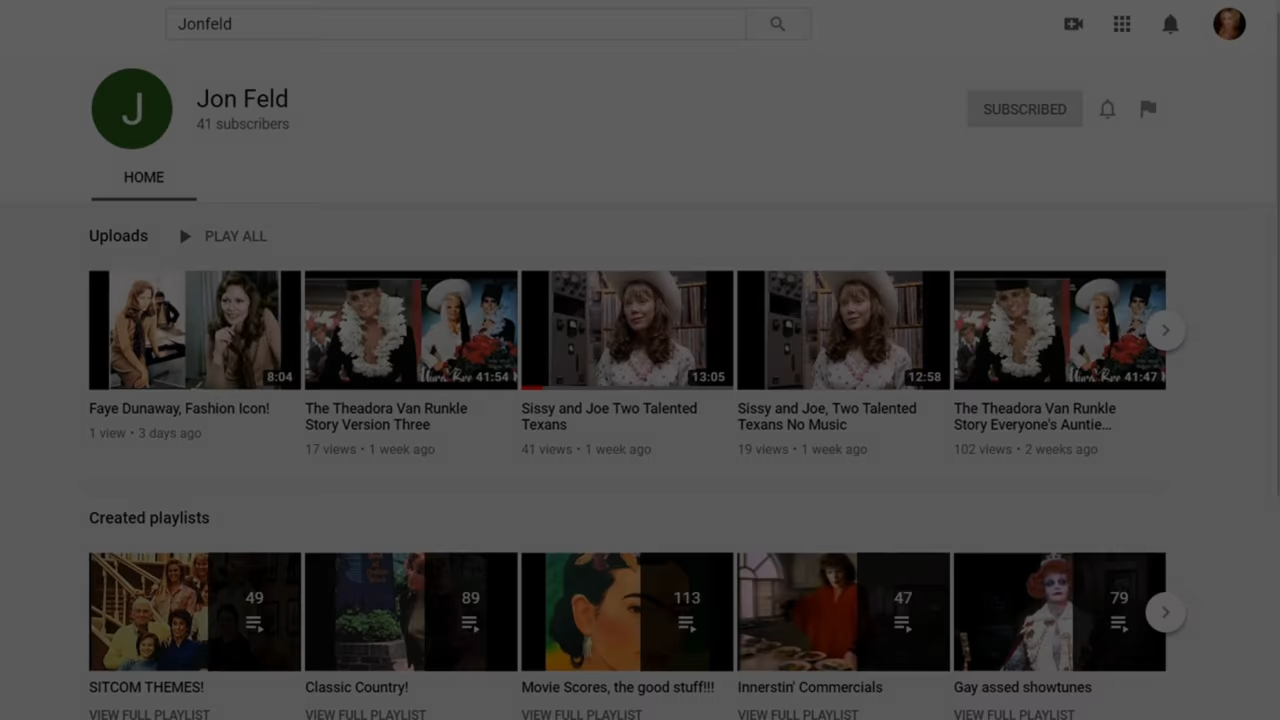 Jonfeld
J
Jon Feld
41 subscribers
SUBSCRIBED
HOME
Uploads
PLAY ALL
8:04
41:54
13:05
12:58
41:47
Faye Dunaway, Fashion Icon!
1 view • 3 days ago
The Theadora Van Runkle
Story Version Three
17 views • 1 week ago
Sissy and Joe Two Talented
Texans
41 views • 1 week ago
Sissy and Joe, Two Talented
Texans No Music
19 views • 1 week ago
The Theadora Van Runkle
Story Everyone's Auntie...
102 views • 2 weeks ago
Created playlists
49
89
113
47
79
SITCOM THEMES!
VIEW FULL PLAYLIST
Classic Country!
VIEW FULL PLAYLIST
Movie Scores, the good stuff!!!
VIEW FULL PLAYLIST
Innerstin' Commercials
VIEW FULL PLAYLIST
Gay assed showtunes
VIEW FULL PLAYLIST